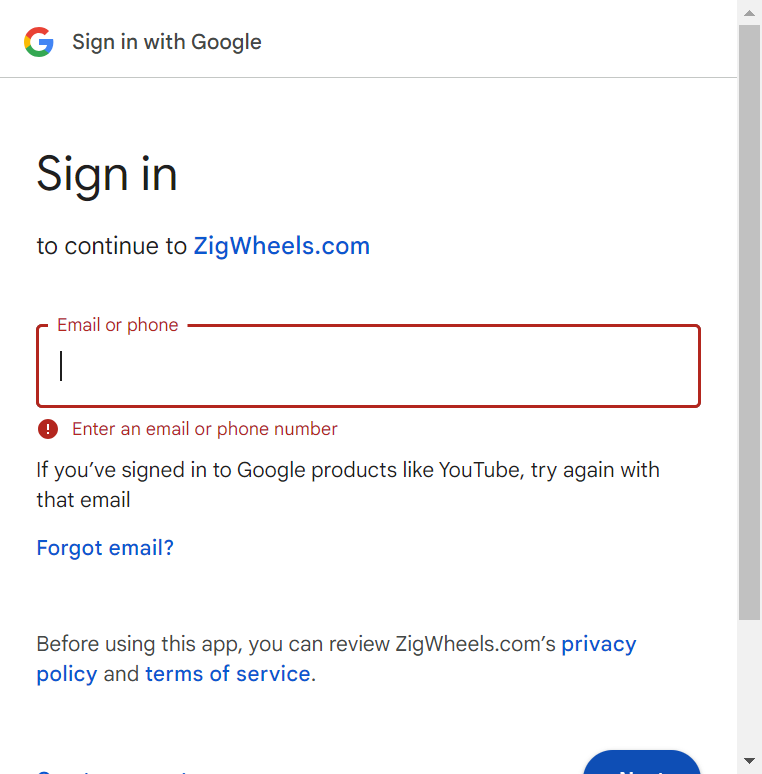 Sign in with Google
Sign in
to continue to ZigWheels.com
Email or phone
Enter an email or phone number
If you’ve signed in to Google products like YouTube, try again with
that email
Forgot email?
Before using this app, you can review ZigWheels.com’s privacy
policy and terms of service.